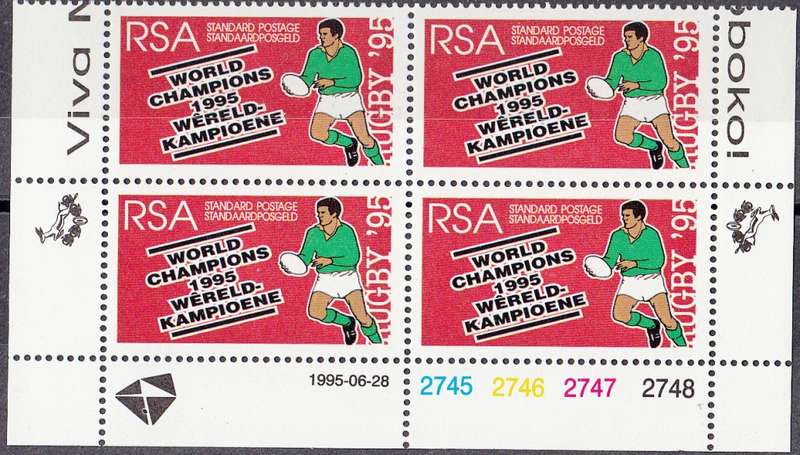 Viva
RSA STANDARD POSTAGE
STANDAARDPOSGELD
WORLD
CHAMPIONS
1995
WÊRELD-
KAMPIOENE
RUGBY '95
RSA STANDARD POSTAGE
STANDAARDPOSGELD
WORLD
CHAMPIONS
1995
WÊRELD-
KAMPIOENE
RUGBY '95
bokoi
RSA STANDARD POSTAGE
STANDAARDPOSGELD
WORLD
CHAMPIONS
1995
WÊRELD-
KAMPIOENE
RUGBY '95
RSA STANDARD POSTAGE
STANDAARDPOSGELD
WORLD
CHAMPIONS
1995
WÊRELD-
KAMPIOENE
RUGBY '95
1995-06-28
2745 2746 2747 2748